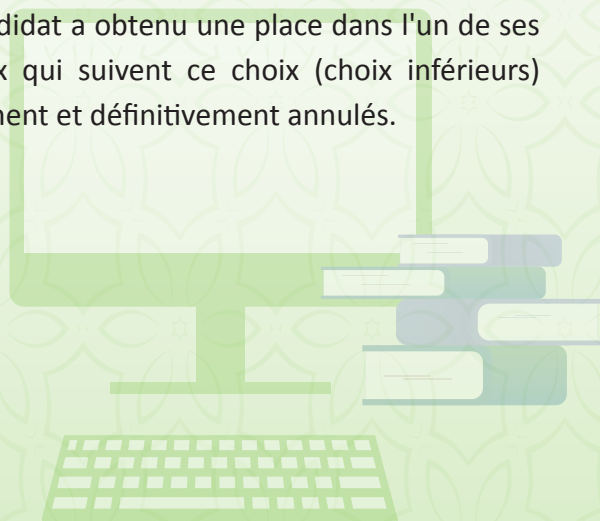 didat a obtenu une place dans l'un de ses
x qui suivent ce choix (choix inférieurs)
nent et définitivement annulés.